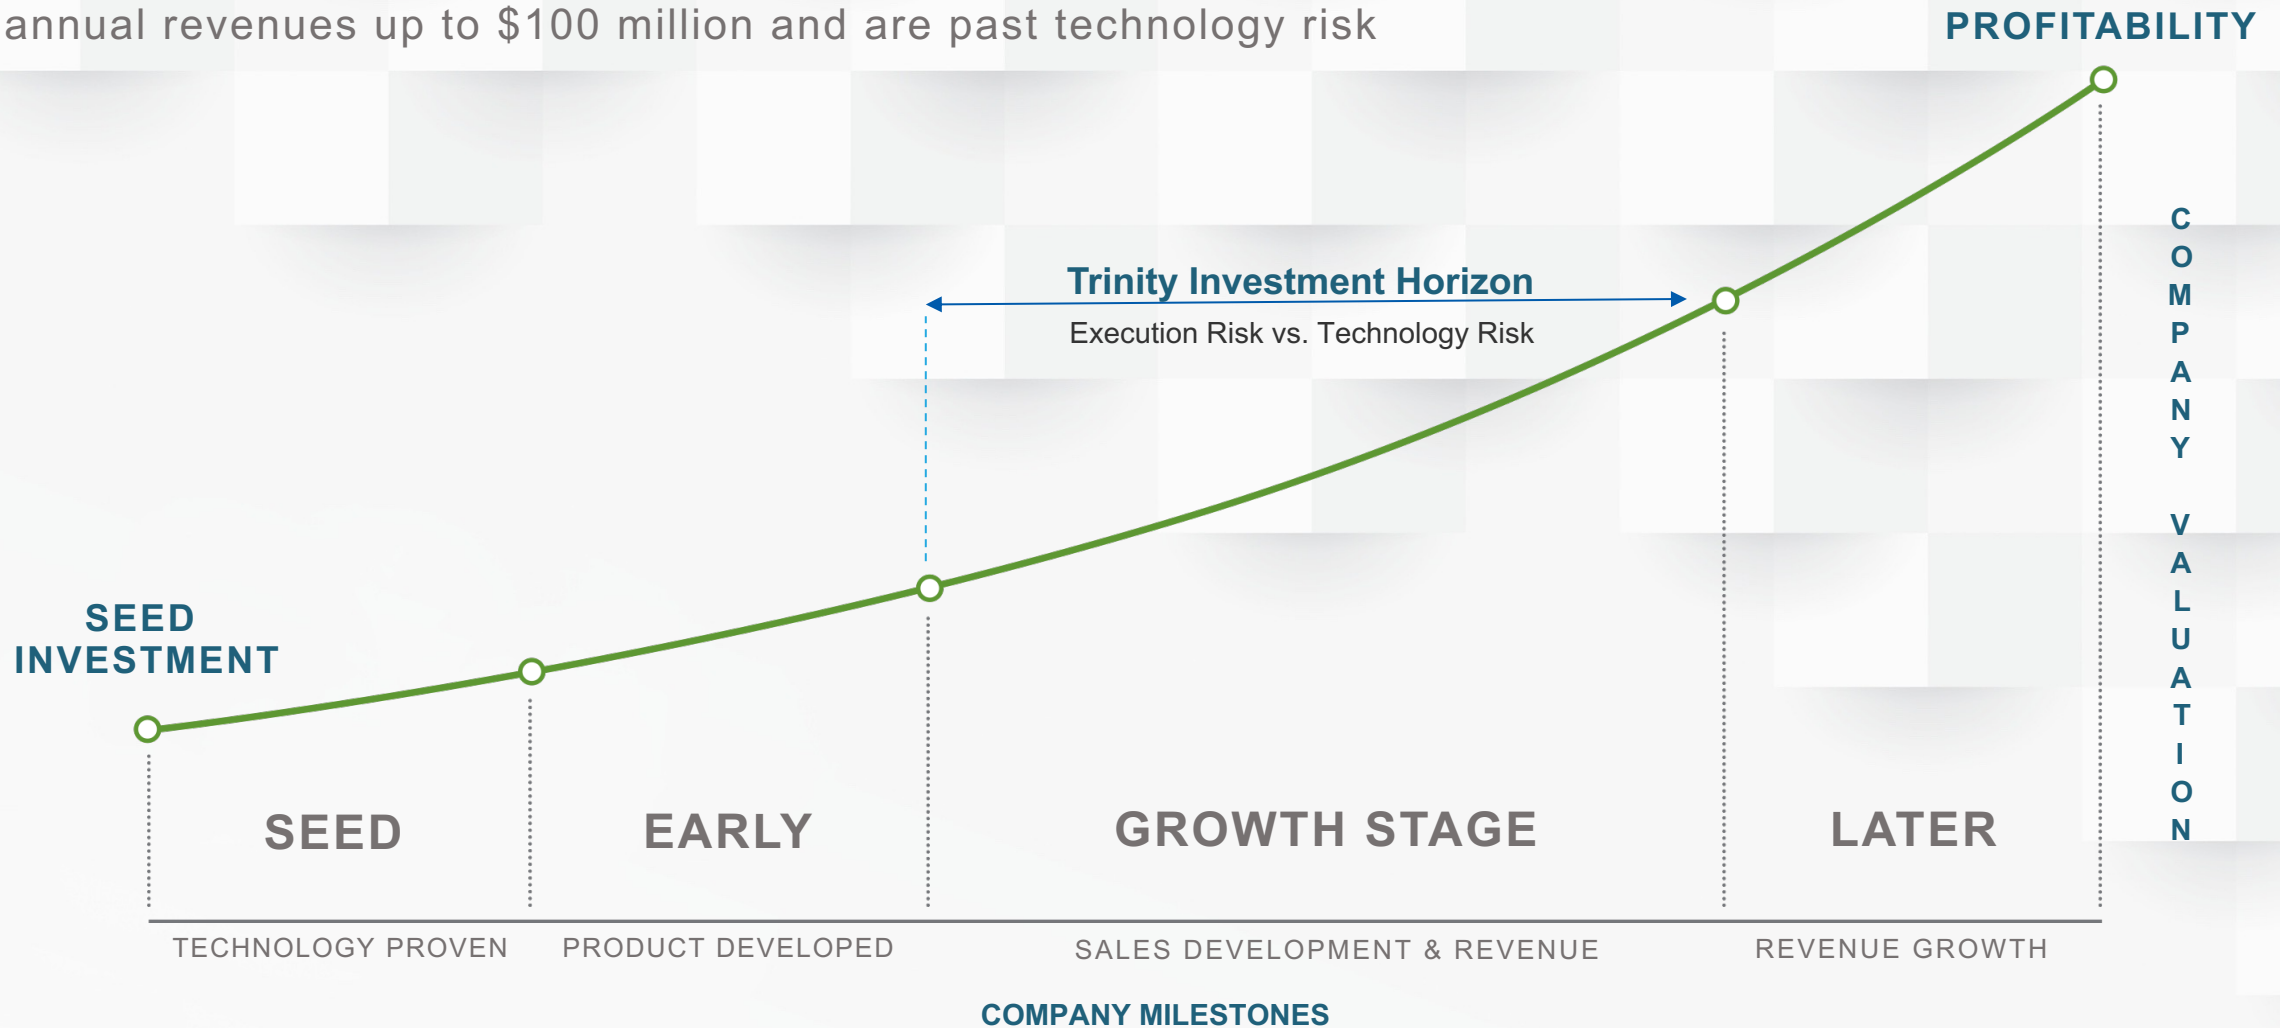 annual revenues up to $100 million and are past technology risk
PROFITABILITY
Trinity Investment Horizon
Execution Risk vs. Technology Risk
COMPANY VALUATION
SEED
INVESTMENT
SEED
EARLY
GROWTH STAGE
LATER
TECHNOLOGY PROVEN
PRODUCT DEVELOPED
SALES DEVELOPMENT & REVENUE
REVENUE GROWTH
COMPANY MILESTONES